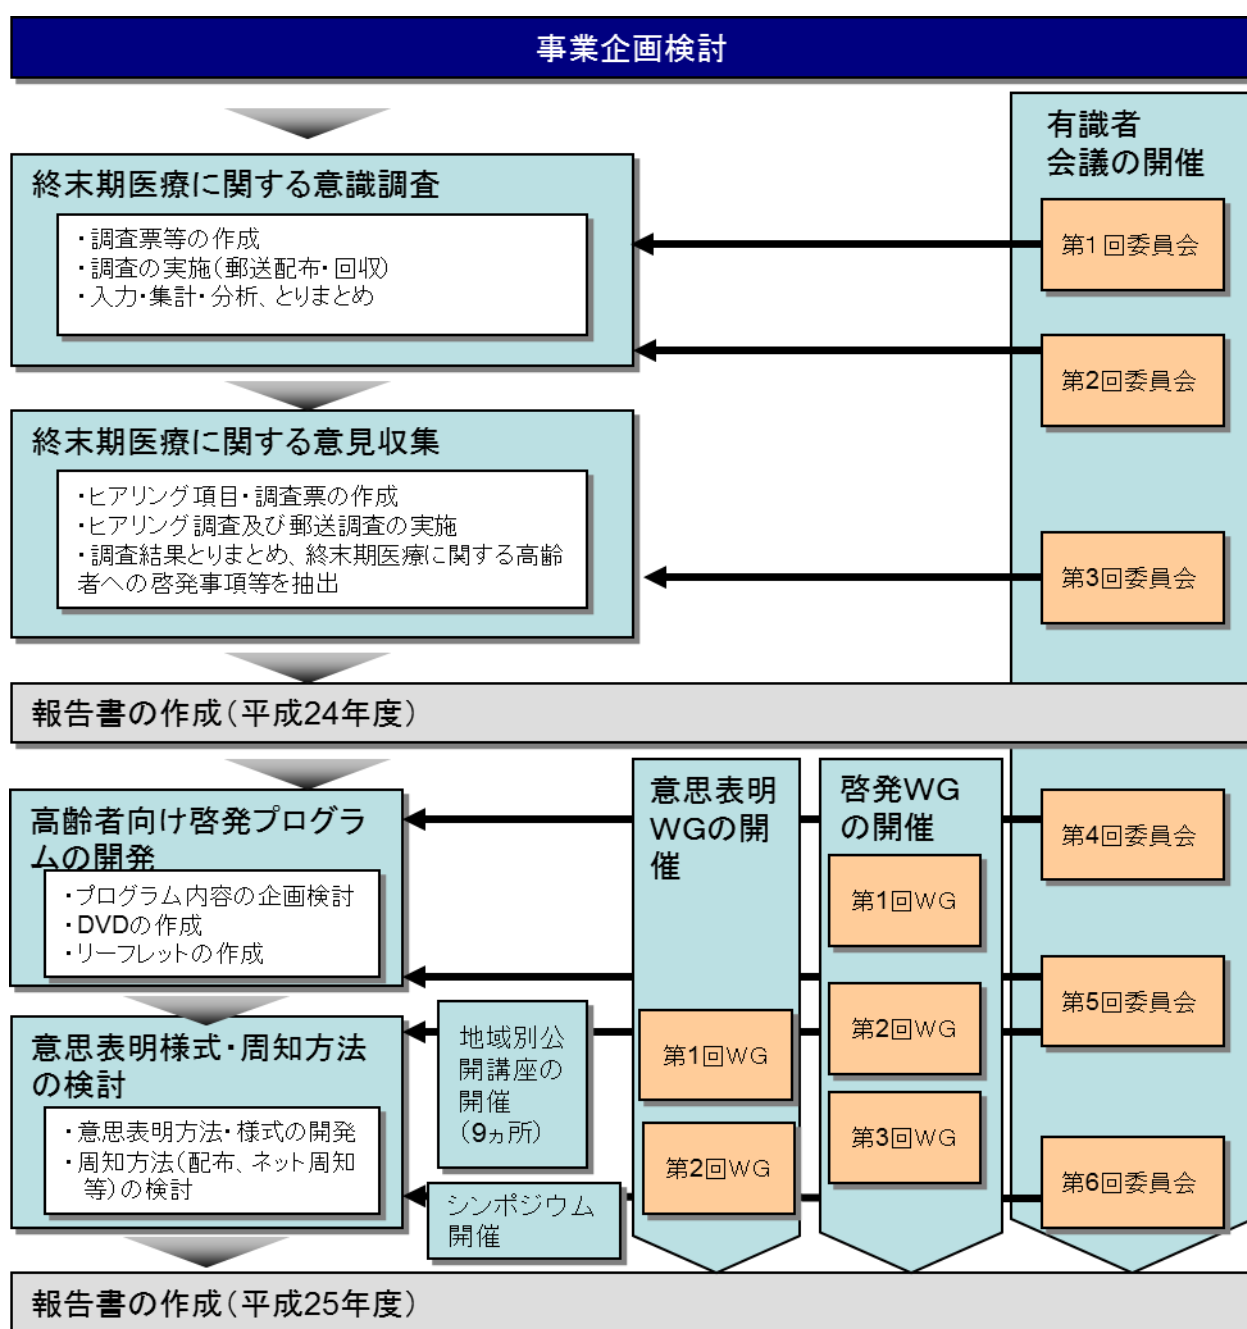 事業企画検討
有識者
会議の開催
終末期医療に関する意識調査
・調査票等の作成
・調査の実施（郵送配布・回収）
・入力・集計・分析、とりまとめ
第1回委員会
第2回委員会
終末期医療に関する意見収集
・ヒアリング項目・調査票の作成
・ヒアリング調査及び郵送調査の実施
・調査結果とりまとめ、終末期医療に関する高齢
者への啓発事項等を抽出
第3回委員会
報告書の作成（平成24年度）
高齢者向け啓発プログラ
ムの開発
・プログラム内容の企画検討
・DVDの作成
・リーフレットの作成
意思表明
WGの開
催
啓発WG
の開催
第4回委員会
第1回WG
第5回委員会
意思表明様式・周知方法
の検討
・意思表明方法・様式の開発
・周知方法（配布、ネット周知
等）の検討
地域別公
開講座の
開催
（9ヵ所）
シンポジウム
開催
第1回WG
第2回WG
第2回WG
第3回WG
第6回委員会
報告書の作成（平成25年度）